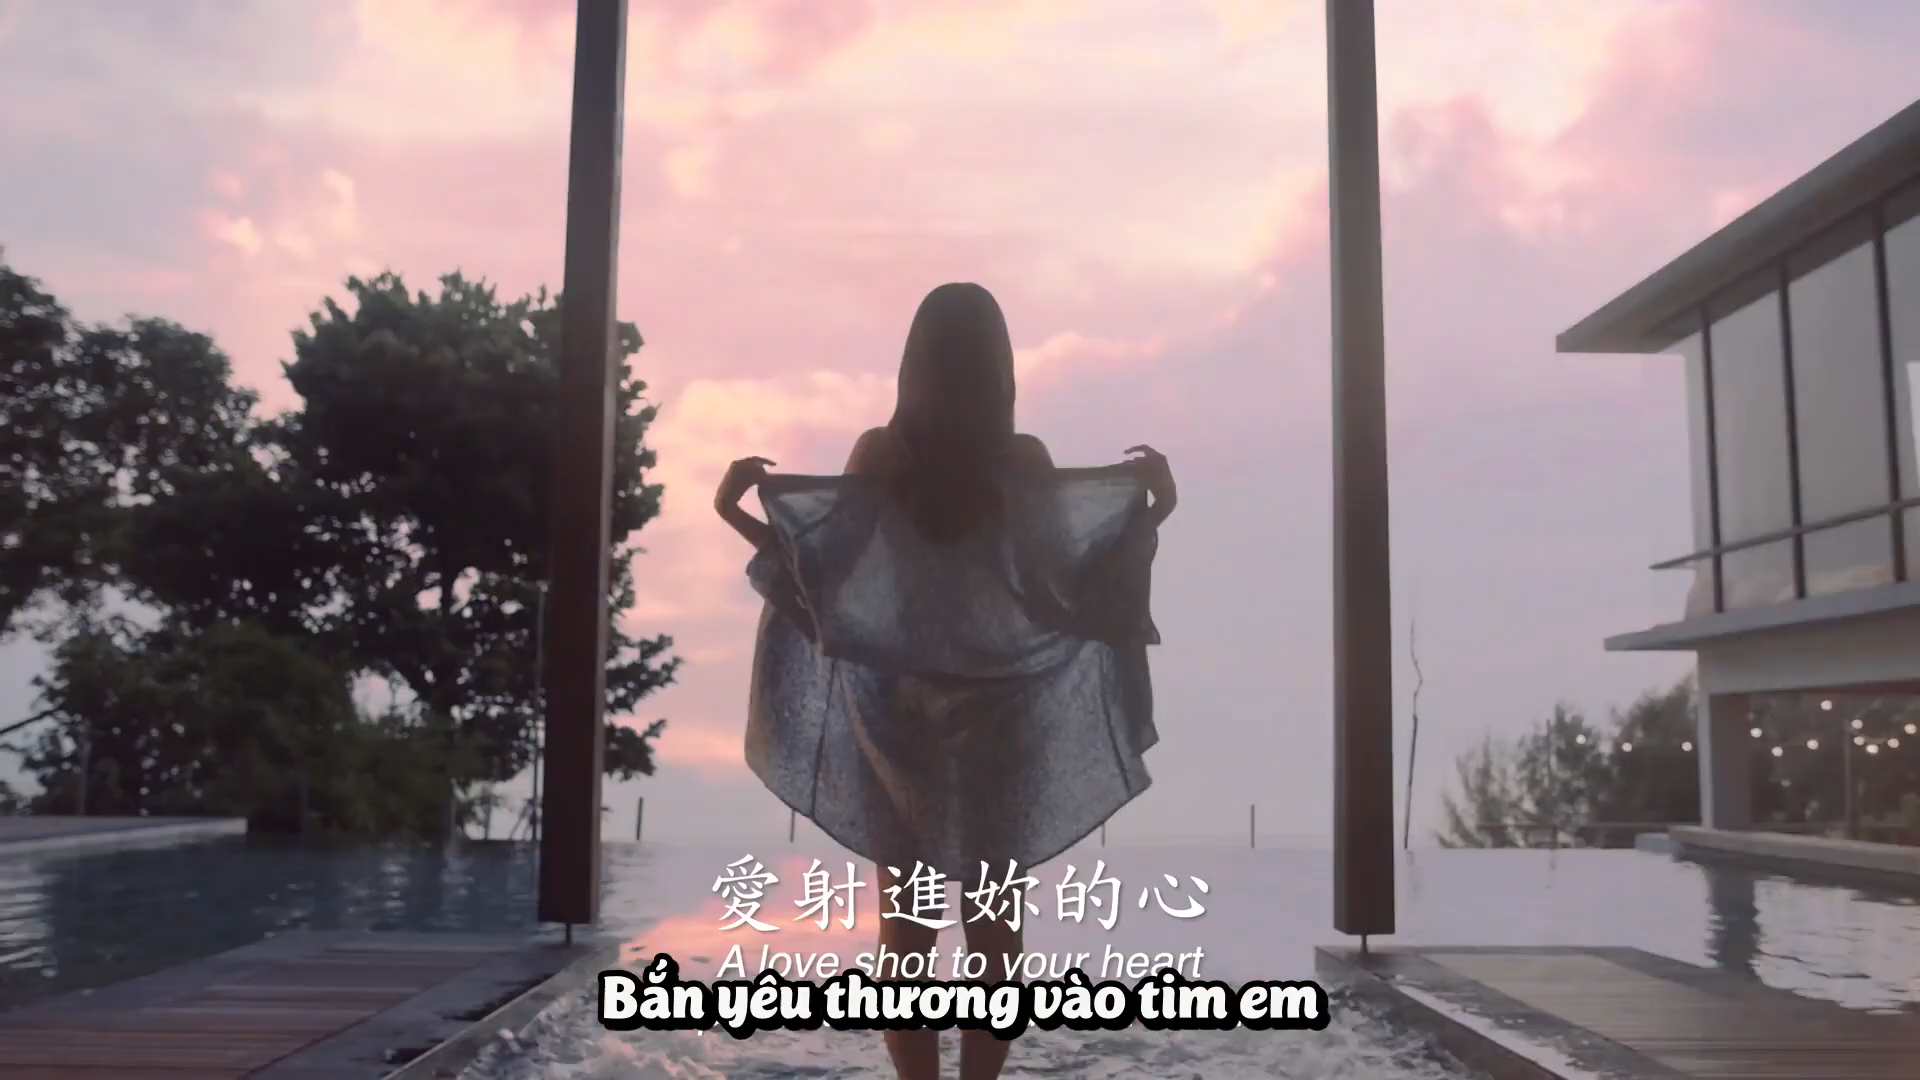 愛射進妳的心
A love shot to your heart
Bắn yêu thương vào tim em